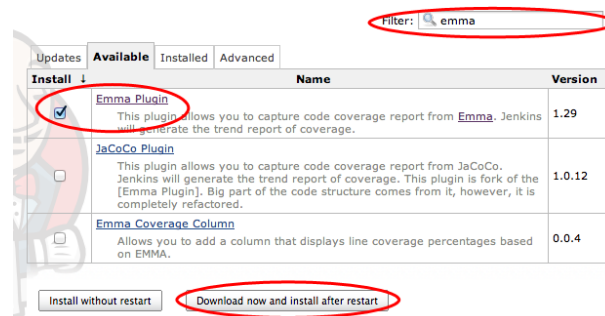 Filter: emma
Updates Available Installed Advanced
Install ↓ Name Version
Emma Plugin
This plugin allows you to capture code coverage report from Emma. Jenkins
will generate the trend report of coverage.
1.29
JaCoCo Plugin
This plugin allows you to capture code coverage report from JaCoCo.
Jenkins will generate the trend report of coverage. This plugin is fork of the
[Emma Plugin]. Big part of the code structure comes from it, however, it is
completely refactored.
1.0.12
Emma Coverage Column
Allows you to add a column that displays line coverage percentages based
on EMMA.
0.0.4
Install without restart Download now and install after restart